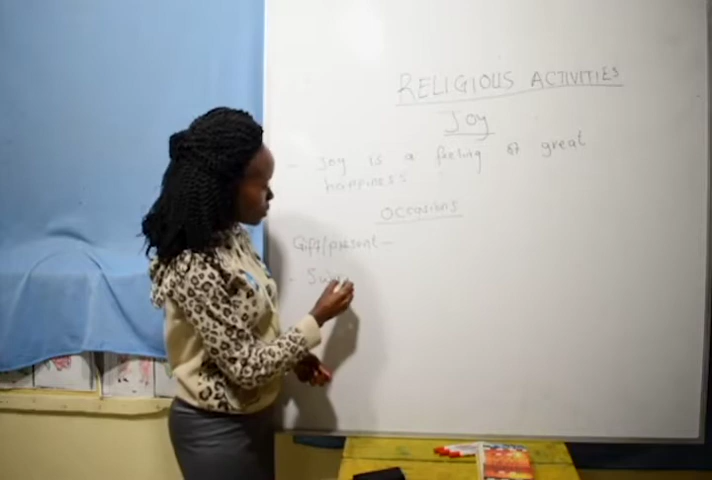 RELIGIOUS ACTIVITIES
Joy
- Joy is a feeling of great
happiness.
Occasions
Gift/present -
-